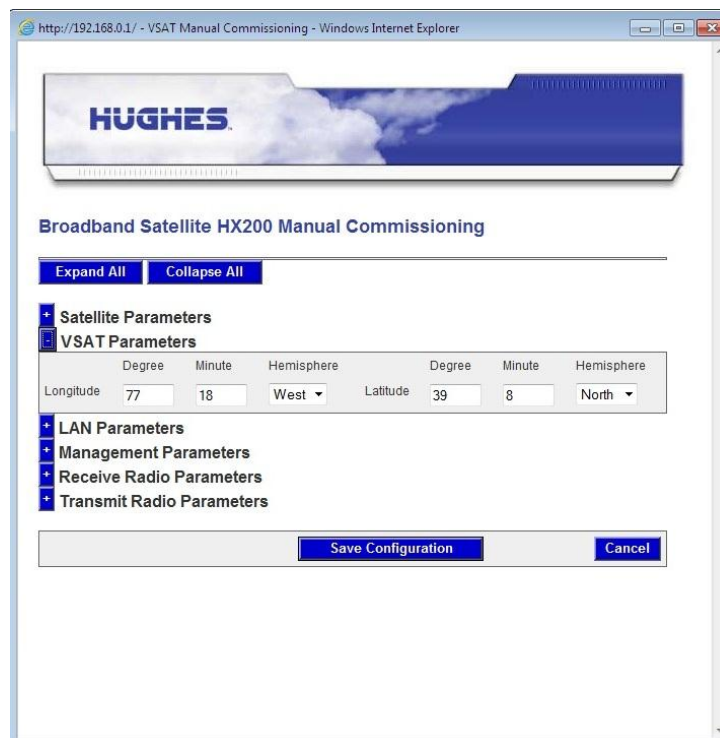 http://192.168.0.1/ - VSAT Manual Commissioning - Windows Internet Explorer
HUGHES.
Broadband Satellite HX200 Manual Commissioning
Expand All Collapse All
+ Satellite Parameters
- VSAT Parameters
Degree Minute Hemisphere Degree Minute Hemisphere
Longitude 77 18 West Latitude 39 8 North
+ LAN Parameters
+ Management Parameters
+ Receive Radio Parameters
+ Transmit Radio Parameters
Save Configuration Cancel